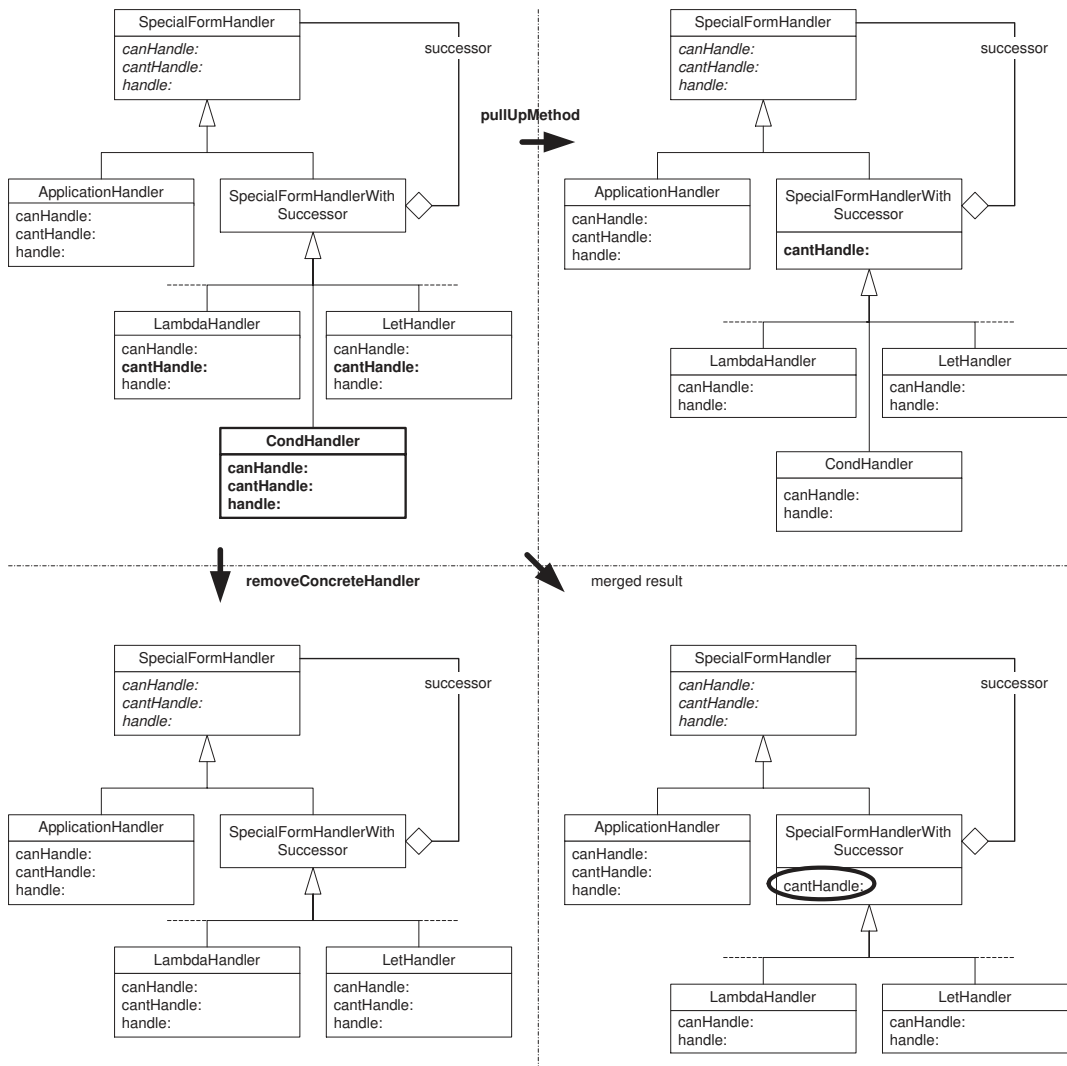 SpecialFormHandler
canHandle:
cantHandle:
handle:
successor
ApplicationHandler
canHandle:
cantHandle:
handle:
SpecialFormHandlerWith
Successor
LambdaHandler
canHandle:
cantHandle:
handle:
LetHandler
canHandle:
cantHandle:
handle:
CondHandler
canHandle:
cantHandle:
handle:
pullUpMethod
SpecialFormHandler
canHandle:
cantHandle:
handle:
successor
ApplicationHandler
canHandle:
cantHandle:
handle:
SpecialFormHandlerWith
Successor
cantHandle:
LambdaHandler
canHandle:
handle:
LetHandler
canHandle:
handle:
CondHandler
canHandle:
handle:
removeConcreteHandler
SpecialFormHandler
canHandle:
cantHandle:
handle:
successor
ApplicationHandler
canHandle:
cantHandle:
handle:
SpecialFormHandlerWith
Successor
LambdaHandler
canHandle:
cantHandle:
handle:
LetHandler
canHandle:
cantHandle:
handle:
merged result
SpecialFormHandler
canHandle:
cantHandle:
handle:
successor
ApplicationHandler
canHandle:
cantHandle:
handle:
SpecialFormHandlerWith
Successor
cantHandle:
LambdaHandler
canHandle:
handle:
LetHandler
canHandle:
handle: